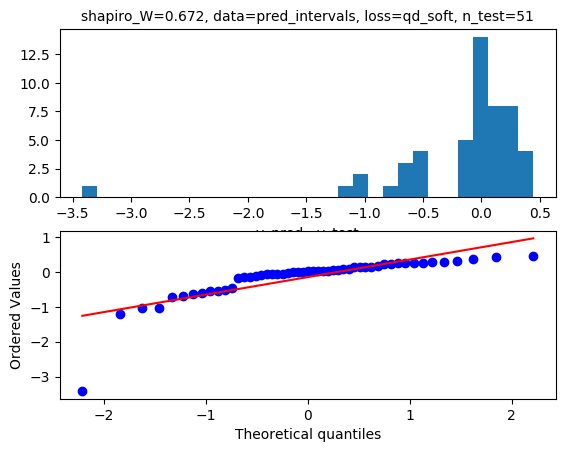 shapiro_W=0.672, data=pred_intervals, loss=qd_soft, n_test=51
12.5
10.0
7.5
5.0
2.5
0.0
−3.5 −3.0 −2.5 −2.0 −1.5 −1.0 −0.5 0.0 0.5
1
0
−1
−2
−3
Ordered Values
−2 −1 0 1 2
Theoretical quantiles